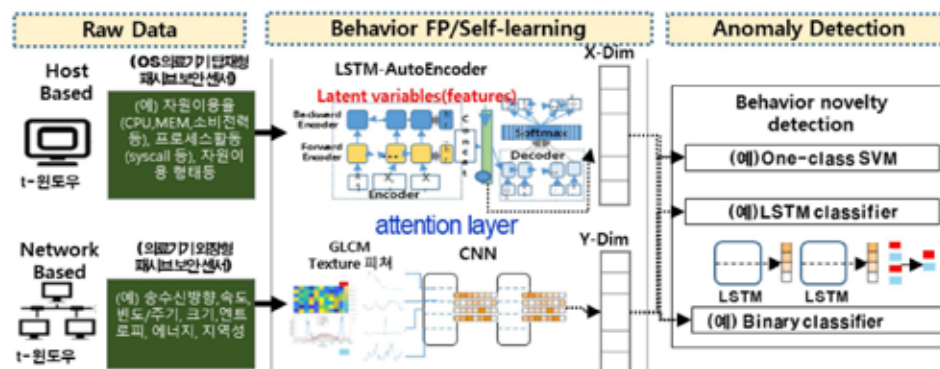 Raw Data
Behavior FP/Self-learning
Anomaly Detection
Host
Based
t-윈도우
(OS의료기기 탑재형
패시브 보안 센서)
(예) 자원이용율
(CPU,MEM,소비전력
등), 프로세스활동
(syscall 등), 자원이
용 형태등
LSTM-AutoEncoder
Latent variables(features)
Backward
Encoder
Forward
Encoder
Encoder
Softmax
Decoder
X-Dim
attention layer
Network
Based
t-윈도우
(의료기기 외장형
패시브 보안 센서)
(예) 송수신방향,속도,
빈도/주기, 크기,엔트
로피, 에너지, 지역성
GLCM
Texture 피쳐
CNN
Y-Dim
Behavior novelty
detection
(예)One-class SVM
(예)LSTM classifier
LSTM
LSTM
(예) Binary classifier